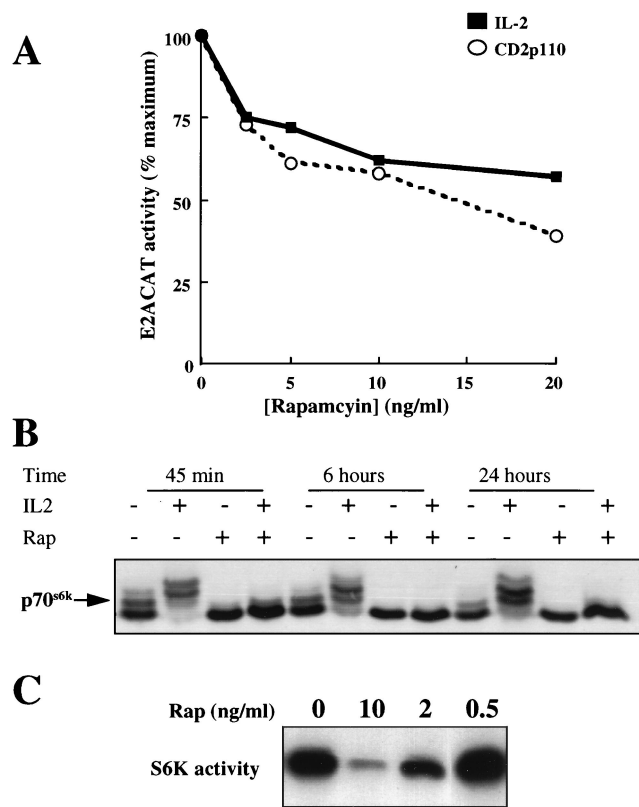 A
IL-2
CD2p110
E2ACAT activity (% maximum)
100
75
50
25
0
0 5 10 15 20
[Rapamcyin] (ng/ml)
B
Time 45 min 6 hours 24 hours
IL2 - + - + - + - + - + - +
Rap - - + + - - + + - - + +
p70s6k
C
Rap (ng/ml) 0 10 2 0.5
S6K activity